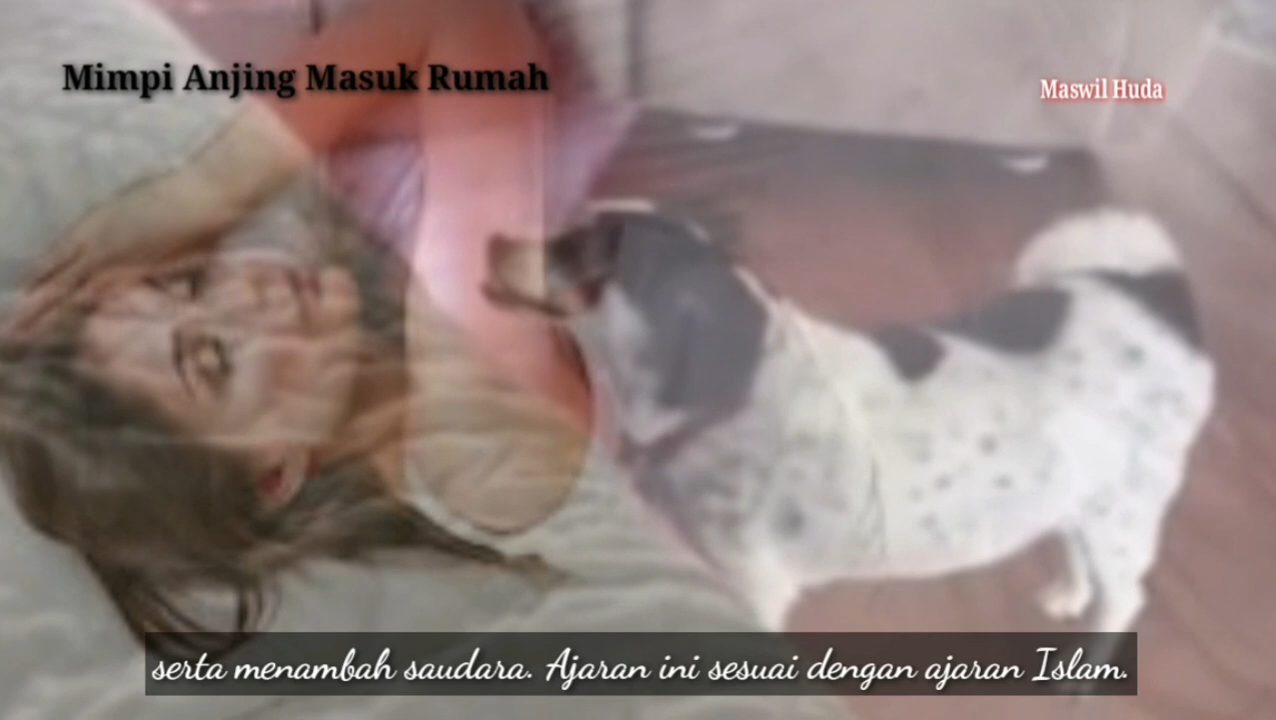 Mimpi Anjing Masuk Rumah
Maswil Huda
serta menambah saudara. Ajaran ini sesuai dengan ajaran Islam.